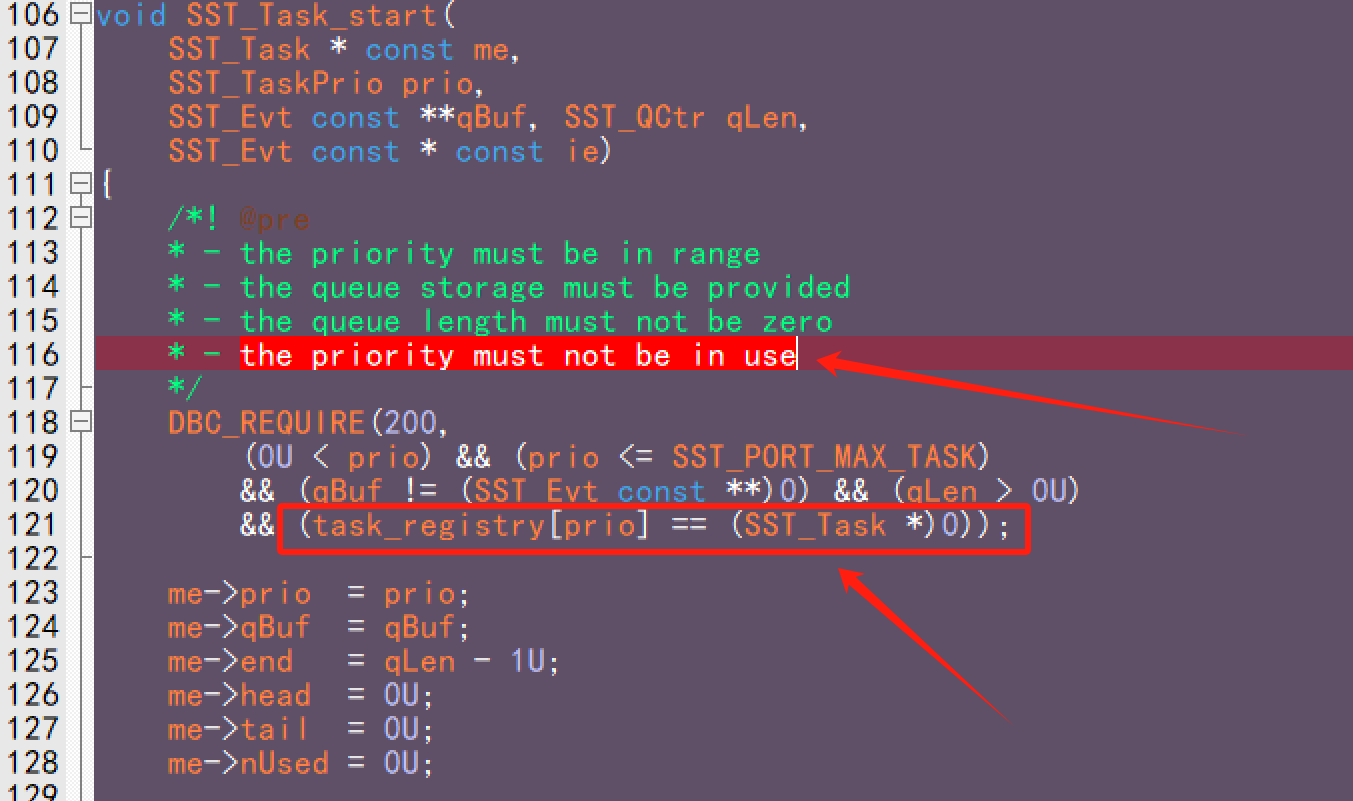 106 void SST_Task_start(
107 SST_Task * const me,
108 SST_TaskPrio prio,
109 SST_Evt const **qBuf, SST_QCtr qLen,
110 SST_Evt const * const ie)
111 {
112 /*! @pre
113 * - the priority must be in range
114 * - the queue storage must be provided
115 * - the queue length must not be zero
116 * - the priority must not be in use
117 */
118 DBC_REQUIRE(200,
119 (0U < prio) && (prio <= SST_PORT_MAX_TASK)
120 && (qBuf != (SST_Evt const **)0) && (qLen > 0U)
121 && (task_registry[prio] == (SST_Task *)0));
122
123 me->prio = prio;
124 me->qBuf = qBuf;
125 me->end = qLen - 1U;
126 me->head = 0U;
127 me->tail = 0U;
128 me->nUsed = 0U;
129